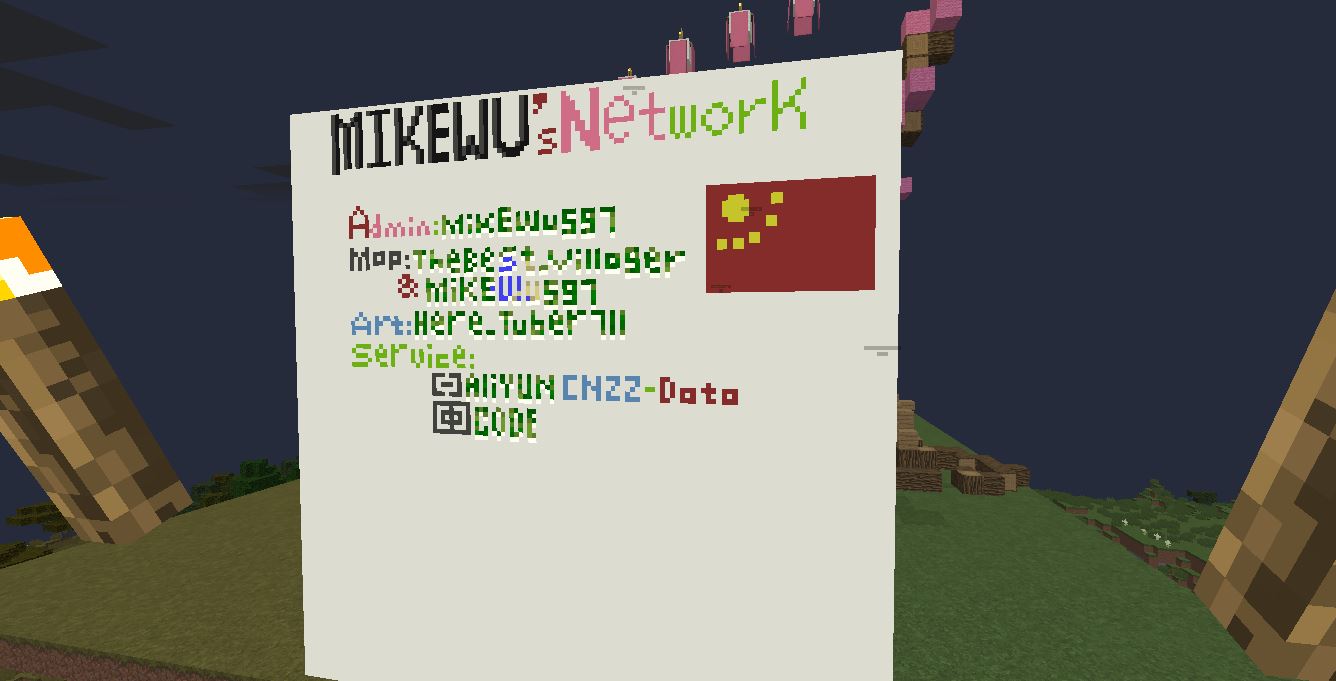 MIKEWU'sNetworK
Admin:MiKEWu597
Map:TheBest_Villager
& MiKEWu597
Art:Here_Tuber711
Service:
AliYUN CNZZ-Data
CODE